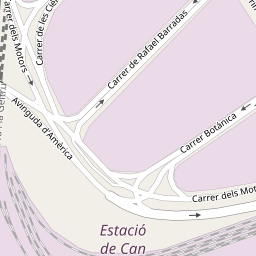 Carrer dels Motors
Carrer de les Cié
Carrer de Rafael Barradas
Avinguda d'Amèrica
Carrer Botànica
Carrer dels Mot
Estació
de Can